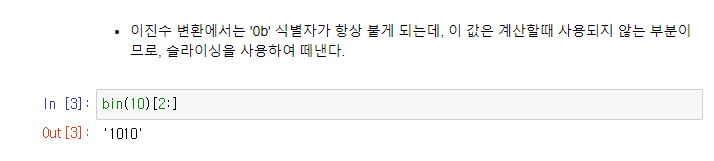 • 이진수 변환에서는 '0b' 식별자가 항상 붙게 되는데, 이 값은 계산할때 사용되지 않는 부분이
므로, 슬라이싱을 사용하여 떼낸다.
In [3]: bin(10)[2:]
Out[3]: '1010'